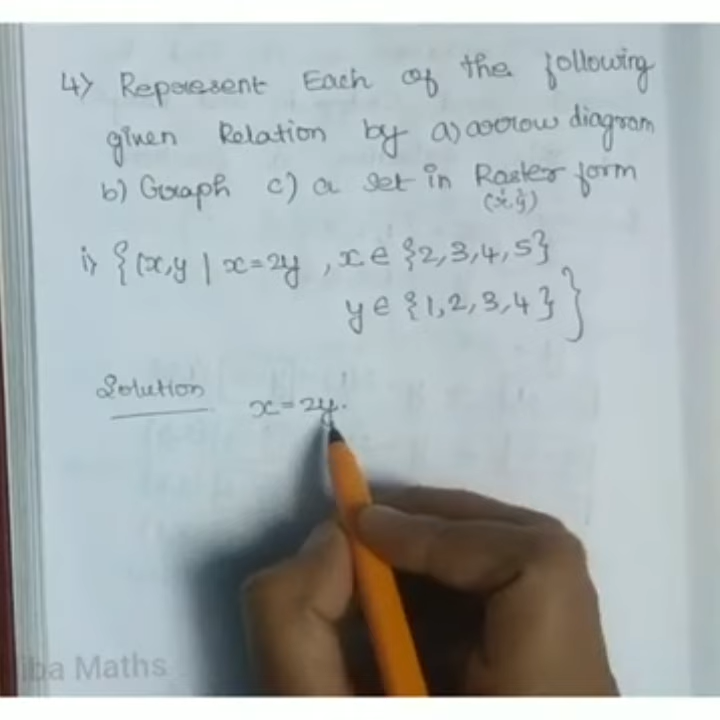 4) Represent Each of the following
given Relation by a) arrow diagram
b) Graph c) a set in Roster form
(x,y)
i) {(x,y | x=2y , x∈ {2,3,4,5}
y∈ {1,2,3,4} }
Solution x=2y.
iba Maths